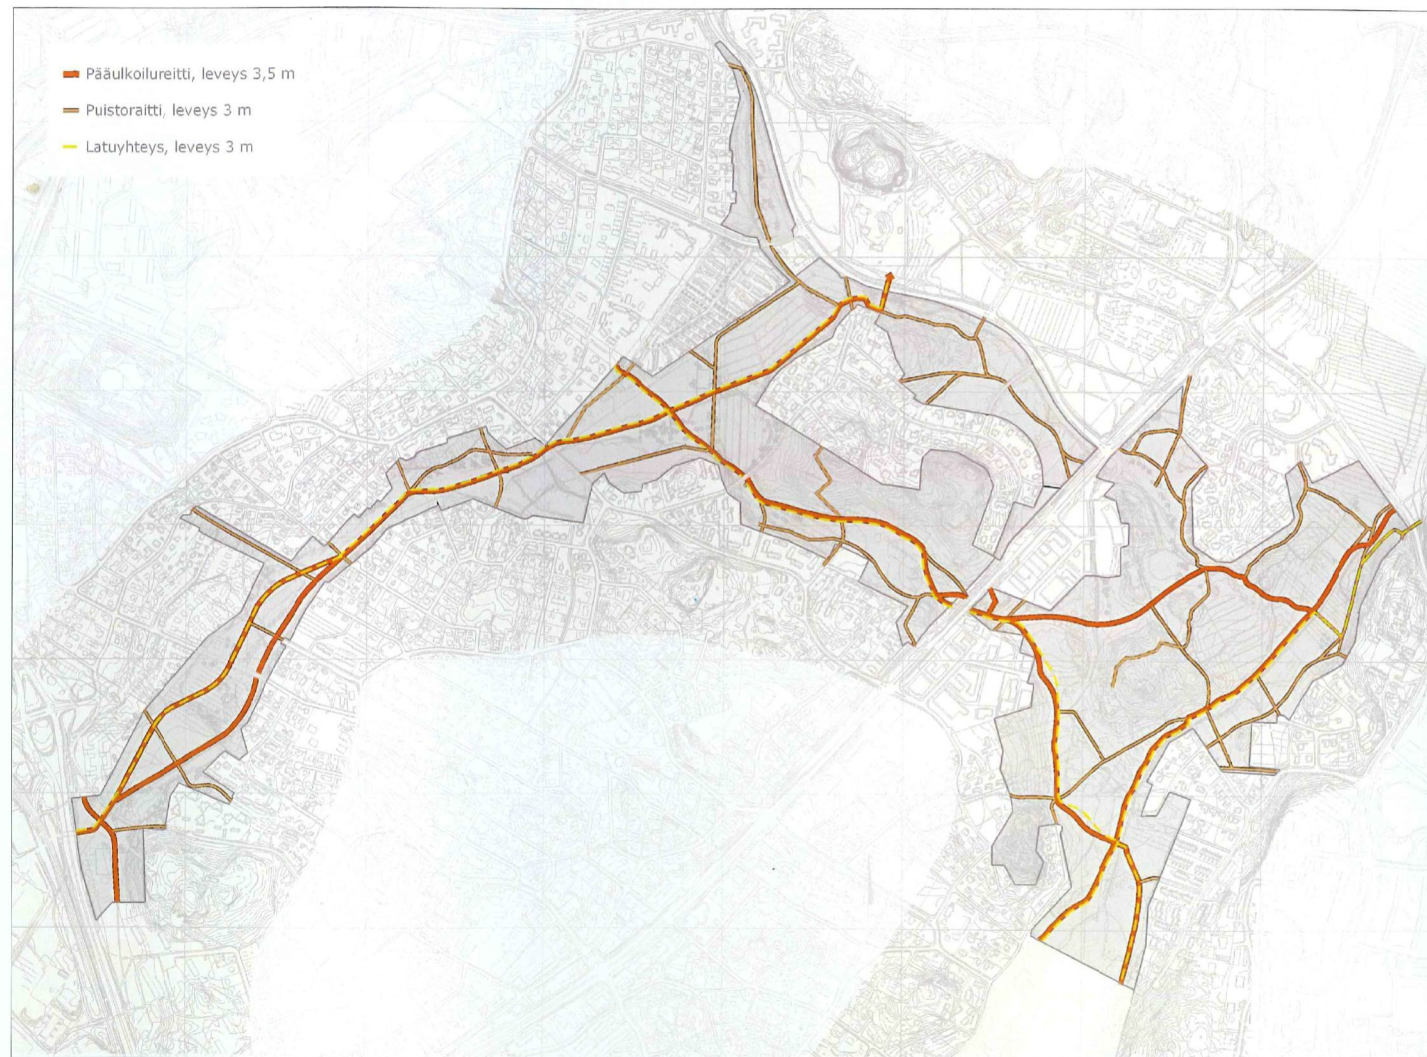 Pääulkoilureitti, leveys 3,5 m
Puistoraitti, leveys 3 m
Latuyhteys, leveys 3 m